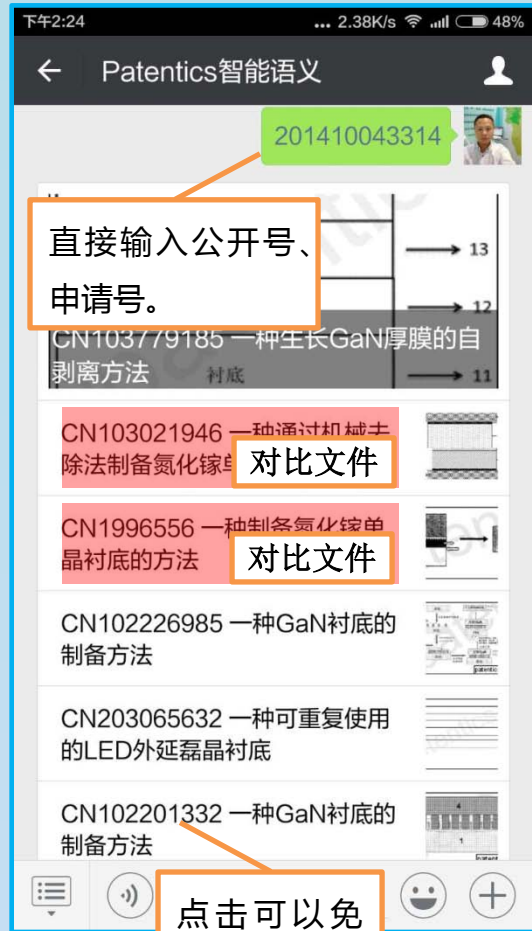 下午2:24
... 2.38K/s 48%
Patentics智能语义
201410043314
直接输入公开号、
申请号。
13
12
CN103779185 一种生长GaN厚膜的自
剥离方法
衬底
11
CN103021946 一种通过机械去
除法制备氮化镓单
对比文件
CN1996556 一种制备氮化镓单
晶衬底的方法
对比文件
CN102226985 一种GaN衬底的
制备方法
CN203065632 一种可重复使用
的LED外延磊晶衬底
CN102201332 一种GaN衬底的
制备方法
4
1
点击可以免